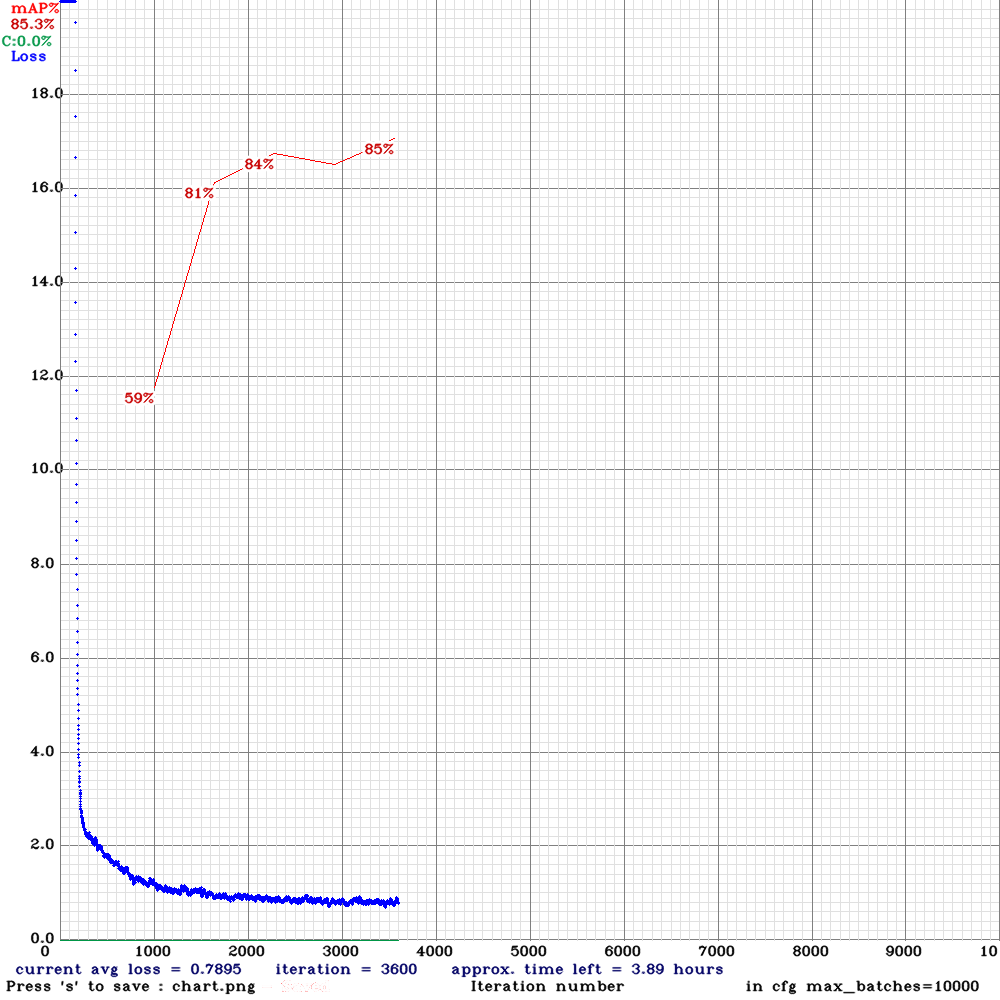 mAP%
85.3%
C:0.0%
Loss
18.0
16.0
14.0
12.0
10.0
8.0
6.0
4.0
2.0
0.0
59%
81%
84%
85%
0 1000 2000 3000 4000 5000 6000 7000 8000 9000 10
current avg loss = 0.7895 iteration = 3600 approx. time left = 3.89 hours
Press 's' to save : chart.png Iteration number in cfg max_batches=10000